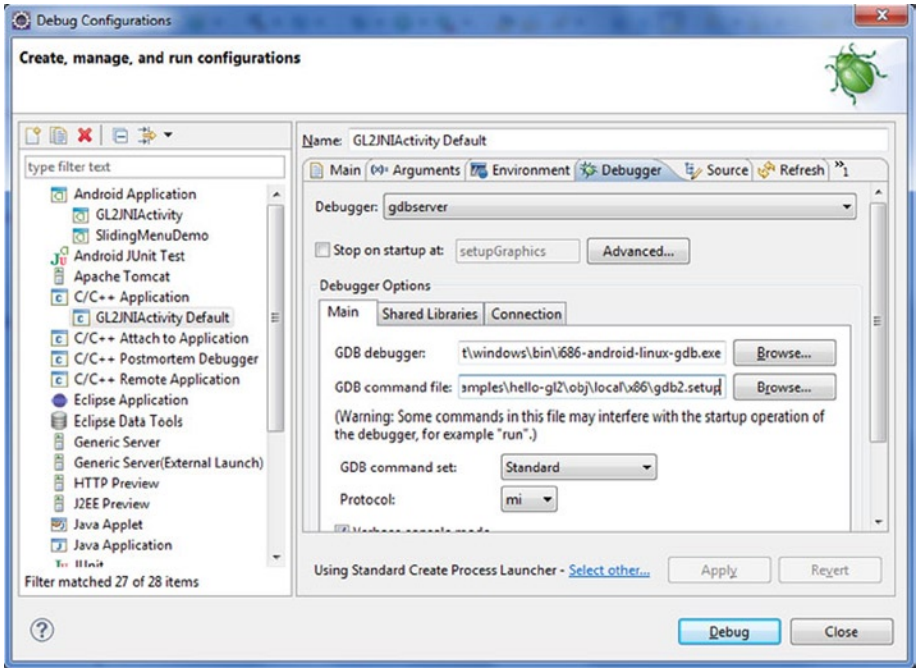 Debug Configurations
Create, manage, and run configurations
type filter text
Android Application
GL2JNIActivity
SlidingMenuDemo
Android JUnit Test
Apache Tomcat
C/C++ Application
GL2JNIActivity Default
C/C++ Attach to Application
C/C++ Postmortem Debugger
C/C++ Remote Application
Eclipse Application
Eclipse Data Tools
Generic Server
Generic Server(External Launch)
HTTP Preview
J2EE Preview
Java Applet
Java Application
JUnit
Filter matched 27 of 28 items
Name: GL2JNIActivity Default
Main Arguments Environment Debugger Source Refresh »1
Debugger: gdbserver
Stop on startup at: setupGraphics Advanced...
Debugger Options
Main Shared Libraries Connection
GDB debugger: t\windows\bin\i686-android-linux-gdb.exe Browse...
GDB command file: amples\hello-gl2\obj\local\x86\gdb2.setup Browse...
(Warning: Some commands in this file may interfere with the startup operation of
the debugger, for example "run".)
GDB command set: Standard
Protocol: mi
Verbose console mode
Using Standard Create Process Launcher - Select other... Apply Revert
? Debug Close